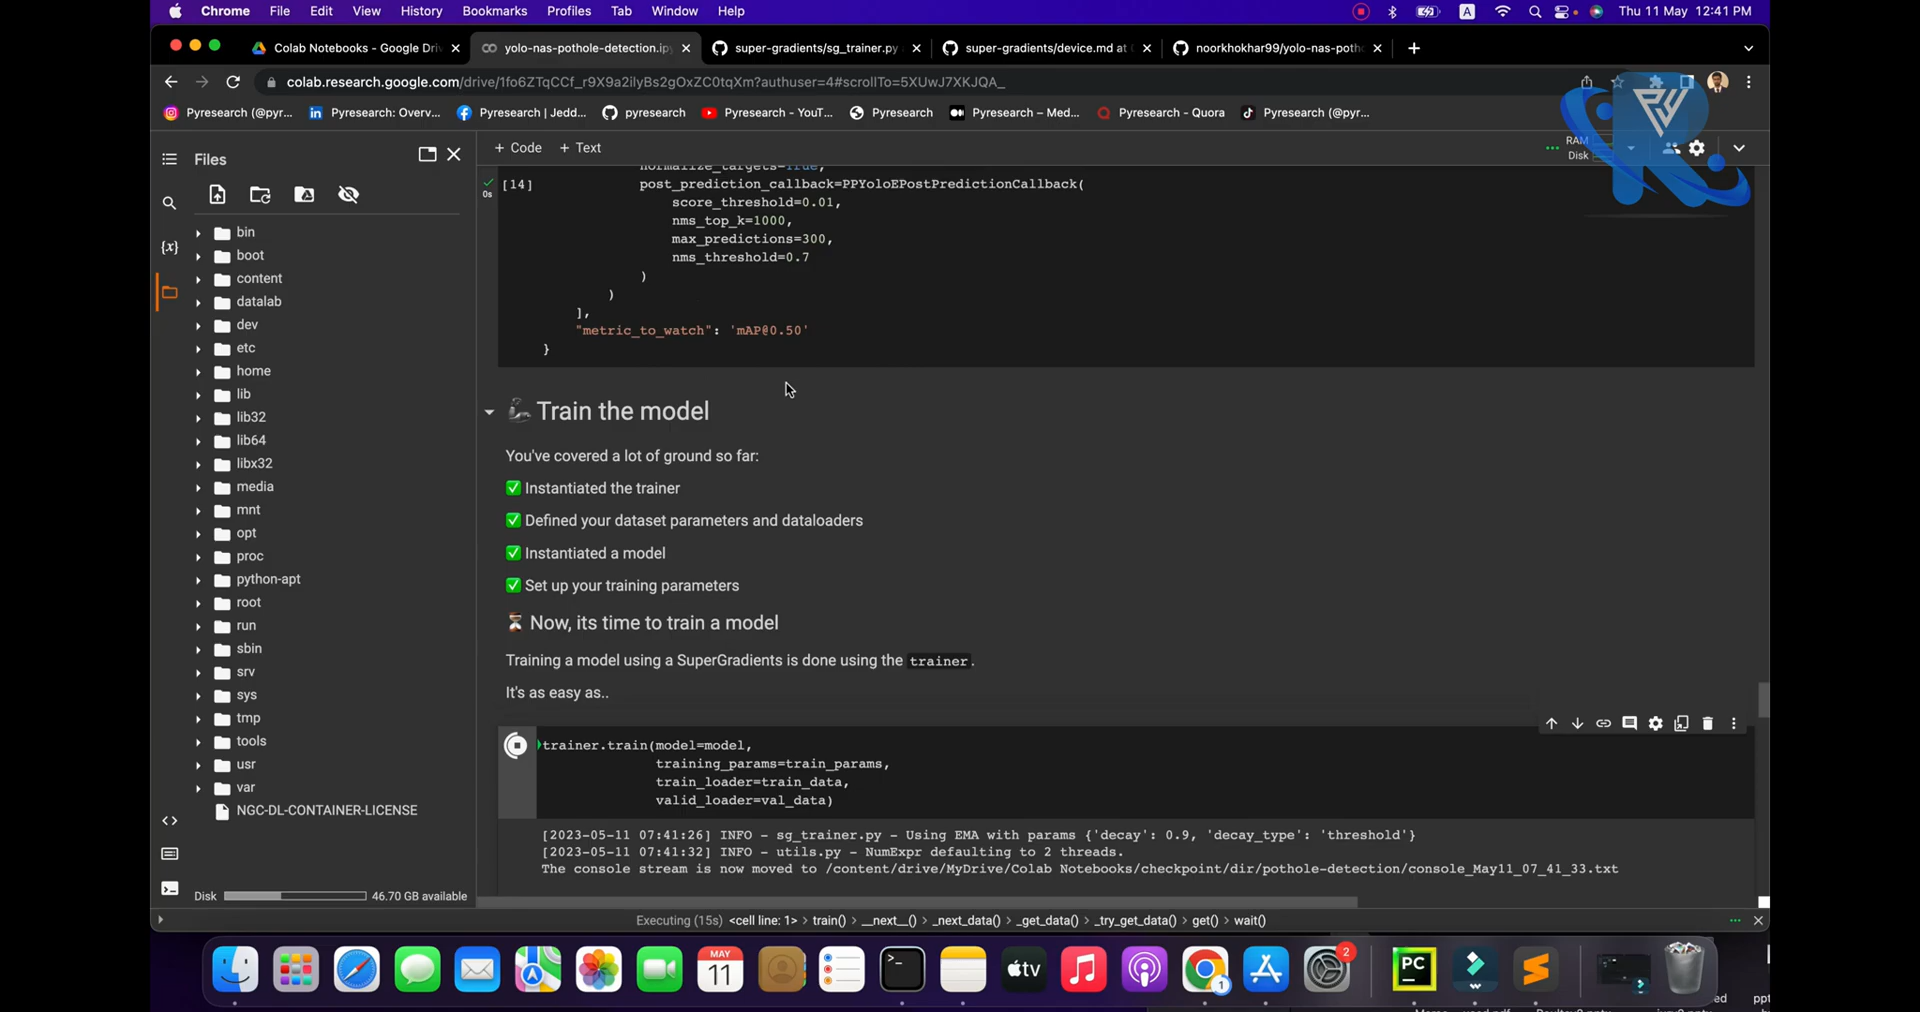 Chrome File Edit View History Bookmarks Profiles Tab Window Help
A
Thu 11 May 12:41 PM
Colab Notebooks - Google Dri
yolo-nas-pothole-detection.ip
super-gradients/sg_trainer.py
super-gradients/device.md at
noorkhokhar99/yolo-nas-poth
colab.research.google.com/drive/1fo6ZTqCCf_r9X9a2ilyBs2gOxZC0tqXm?authuser=4#scrollTo=5XUwJ7XKJQA_
Pyresearch (@pyr...
Pyresearch: Overv...
Pyresearch | Jedd...
pyresearch
Pyresearch - YouT...
Pyresearch
Pyresearch – Med...
Pyresearch - Quora
Pyresearch (@pyr...
Files
+ Code + Text
RAM
Disk
bin
boot
content
datalab
dev
etc
home
lib
lib32
lib64
libx32
media
mnt
opt
proc
python-apt
root
run
sbin
srv
sys
tmp
tools
usr
var
NGC-DL-CONTAINER-LICENSE
Disk 46.70 GB available
normalize_targets=True,
[14] post_prediction_callback=PPYoloEPostPredictionCallback(
0s
score_threshold=0.01,
nms_top_k=1000,
max_predictions=300,
nms_threshold=0.7
)
)
],
"metric_to_watch": 'mAP@0.50'
}
Train the model
You've covered a lot of ground so far:
✅ Instantiated the trainer
✅ Defined your dataset parameters and dataloaders
✅ Instantiated a model
✅ Set up your training parameters
⏳ Now, its time to train a model
Training a model using a SuperGradients is done using the trainer.
It's as easy as..
trainer.train(model=model,
training_params=train_params,
train_loader=train_data,
valid_loader=val_data)
[2023-05-11 07:41:26] INFO - sg_trainer.py - Using EMA with params {'decay': 0.9, 'decay_type': 'threshold'}
[2023-05-11 07:41:32] INFO - utils.py - NumExpr defaulting to 2 threads.
The console stream is now moved to /content/drive/MyDrive/Colab Notebooks/checkpoint/dir/pothole-detection/console_May11_07_41_33.txt
Executing (15s) <cell line: 1> > train() > __next__() > _next_data() > _get_data() > _try_get_data() > get() > wait()
MAY
11
tv
1
2
PC